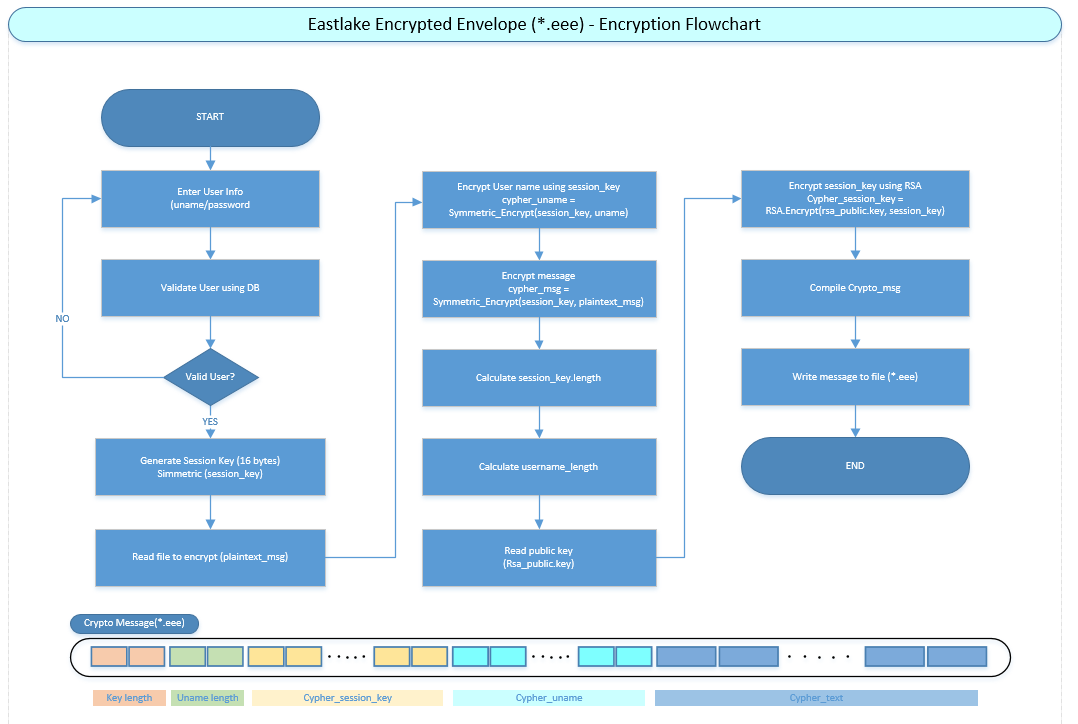 Eastlake Encrypted Envelope (*.eee) - Encryption Flowchart
START
Enter User Info
(uname/password
Validate User using DB
Valid User?
NO
YES
Generate Session Key (16 bytes)
Simmetric (session_key)
Read file to encrypt (plaintext_msg)
Encrypt User name using session_key
cypher_uname =
Symmetric_Encrypt(session_key, uname)
Encrypt message
cypher_msg =
Symmetric_Encrypt(session_key, plaintext_msg)
Calculate session_key.length
Calculate username_length
Read public key
(Rsa_public.key)
Encrypt session_key using RSA
Cypher_session_key =
RSA.Encrypt(rsa_public.key, session_key)
Compile Crypto_msg
Write message to file (*.eee)
END
Crypto Message(*.eee)
Key length
Uname length
Cypher_session_key
Cypher_uname
Cypher_text